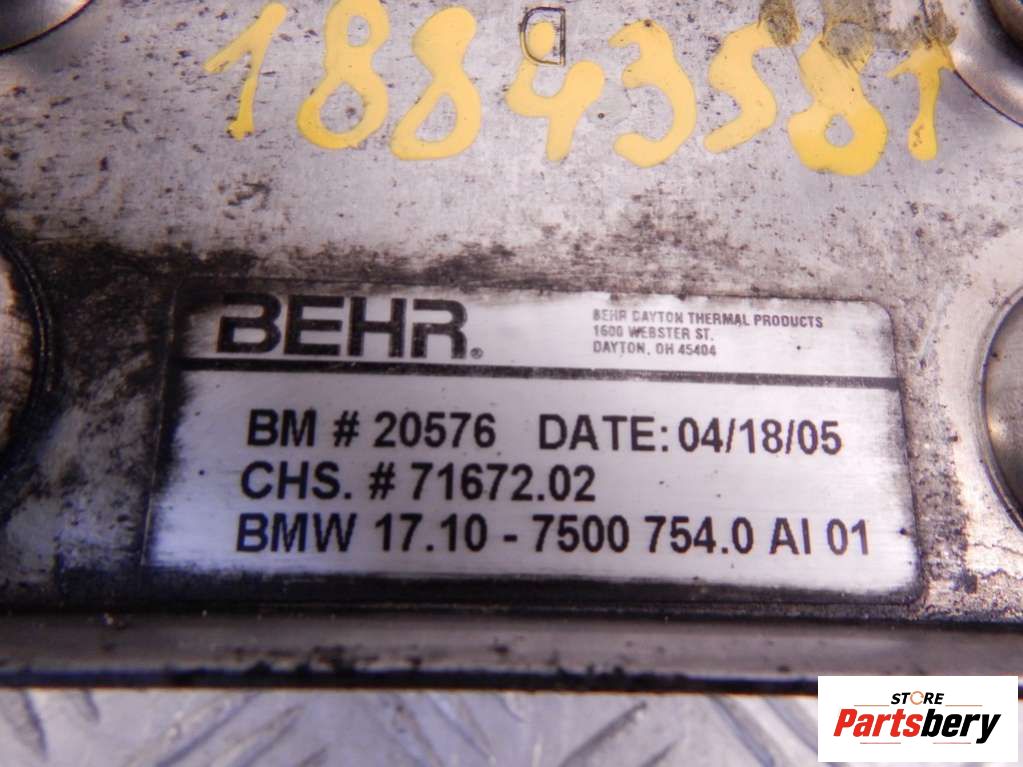 18843581
BEHR®
BEHR DAYTON THERMAL PRODUCTS
1600 WEBSTER ST.
DAYTON, OH 45404
BM # 20576 DATE: 04/18/05
CHS. # 71672.02
BMW 17.10 - 7500 754.0 AI 01
STORE
Partsbery